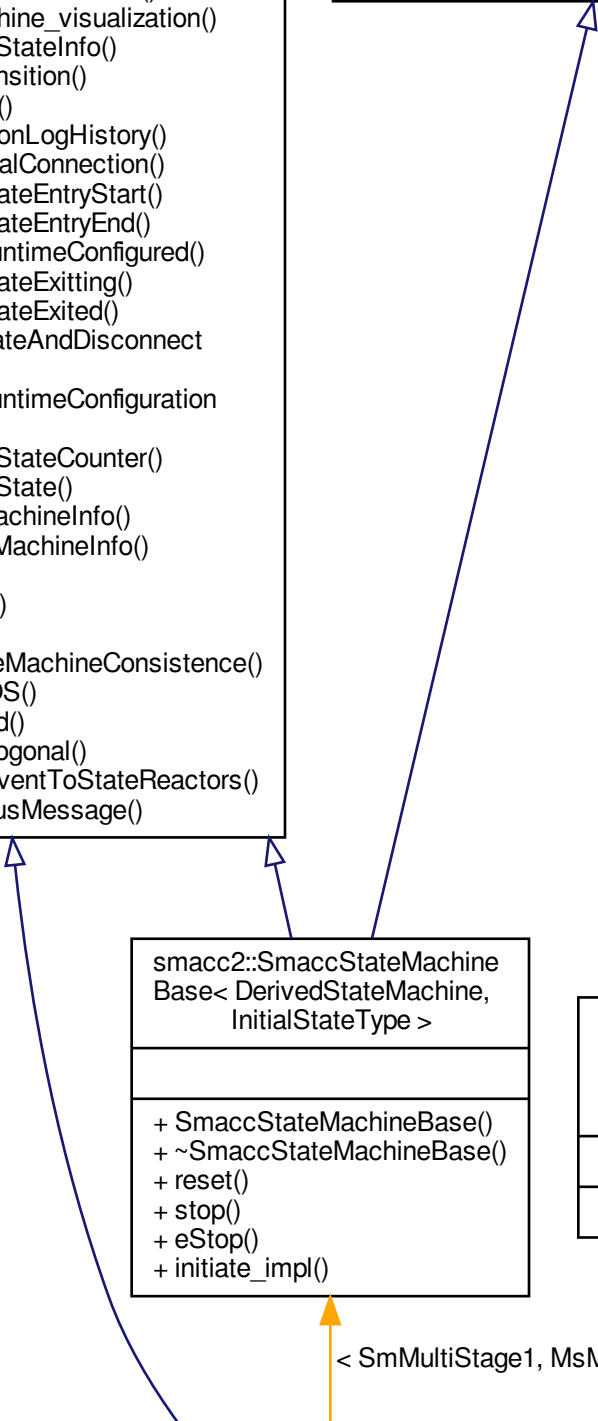 hine_visualization()
StateInfo()
nsition()
()
onLogHistory()
alConnection()
ateEntryStart()
ateEntryEnd()
untimeConfigured()
ateExitting()
ateExited()
ateAndDisconnect
untimeConfiguration
StateCounter()
State()
achineInfo()
MachineInfo()
)
eMachineConsistence()
OS()
d()
ogonal()
ventToStateReactors()
usMessage()
smacc2::SmaccStateMachine
Base< DerivedStateMachine,
InitialStateType >
+ SmaccStateMachineBase()
+ ~SmaccStateMachineBase()
+ reset()
+ stop()
+ eStop()
+ initiate_impl()
< SmMultiStage1, MsM